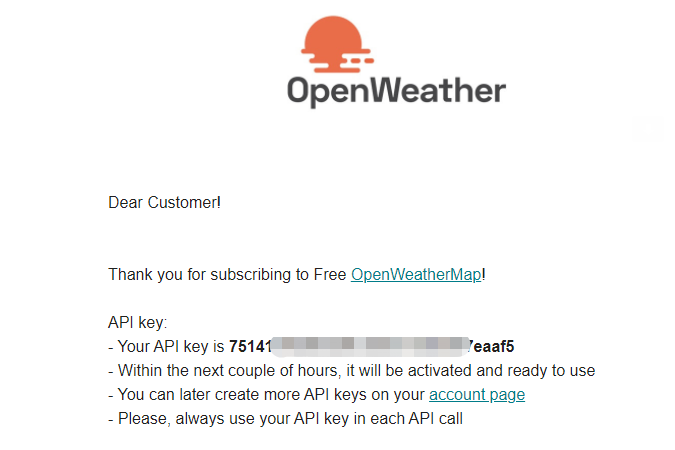 OpenWeather
Dear Customer!
Thank you for subscribing to Free OpenWeatherMap!
API key:
- Your API key is 75141 7eaaf5
- Within the next couple of hours, it will be activated and ready to use
- You can later create more API keys on your account page
- Please, always use your API key in each API call